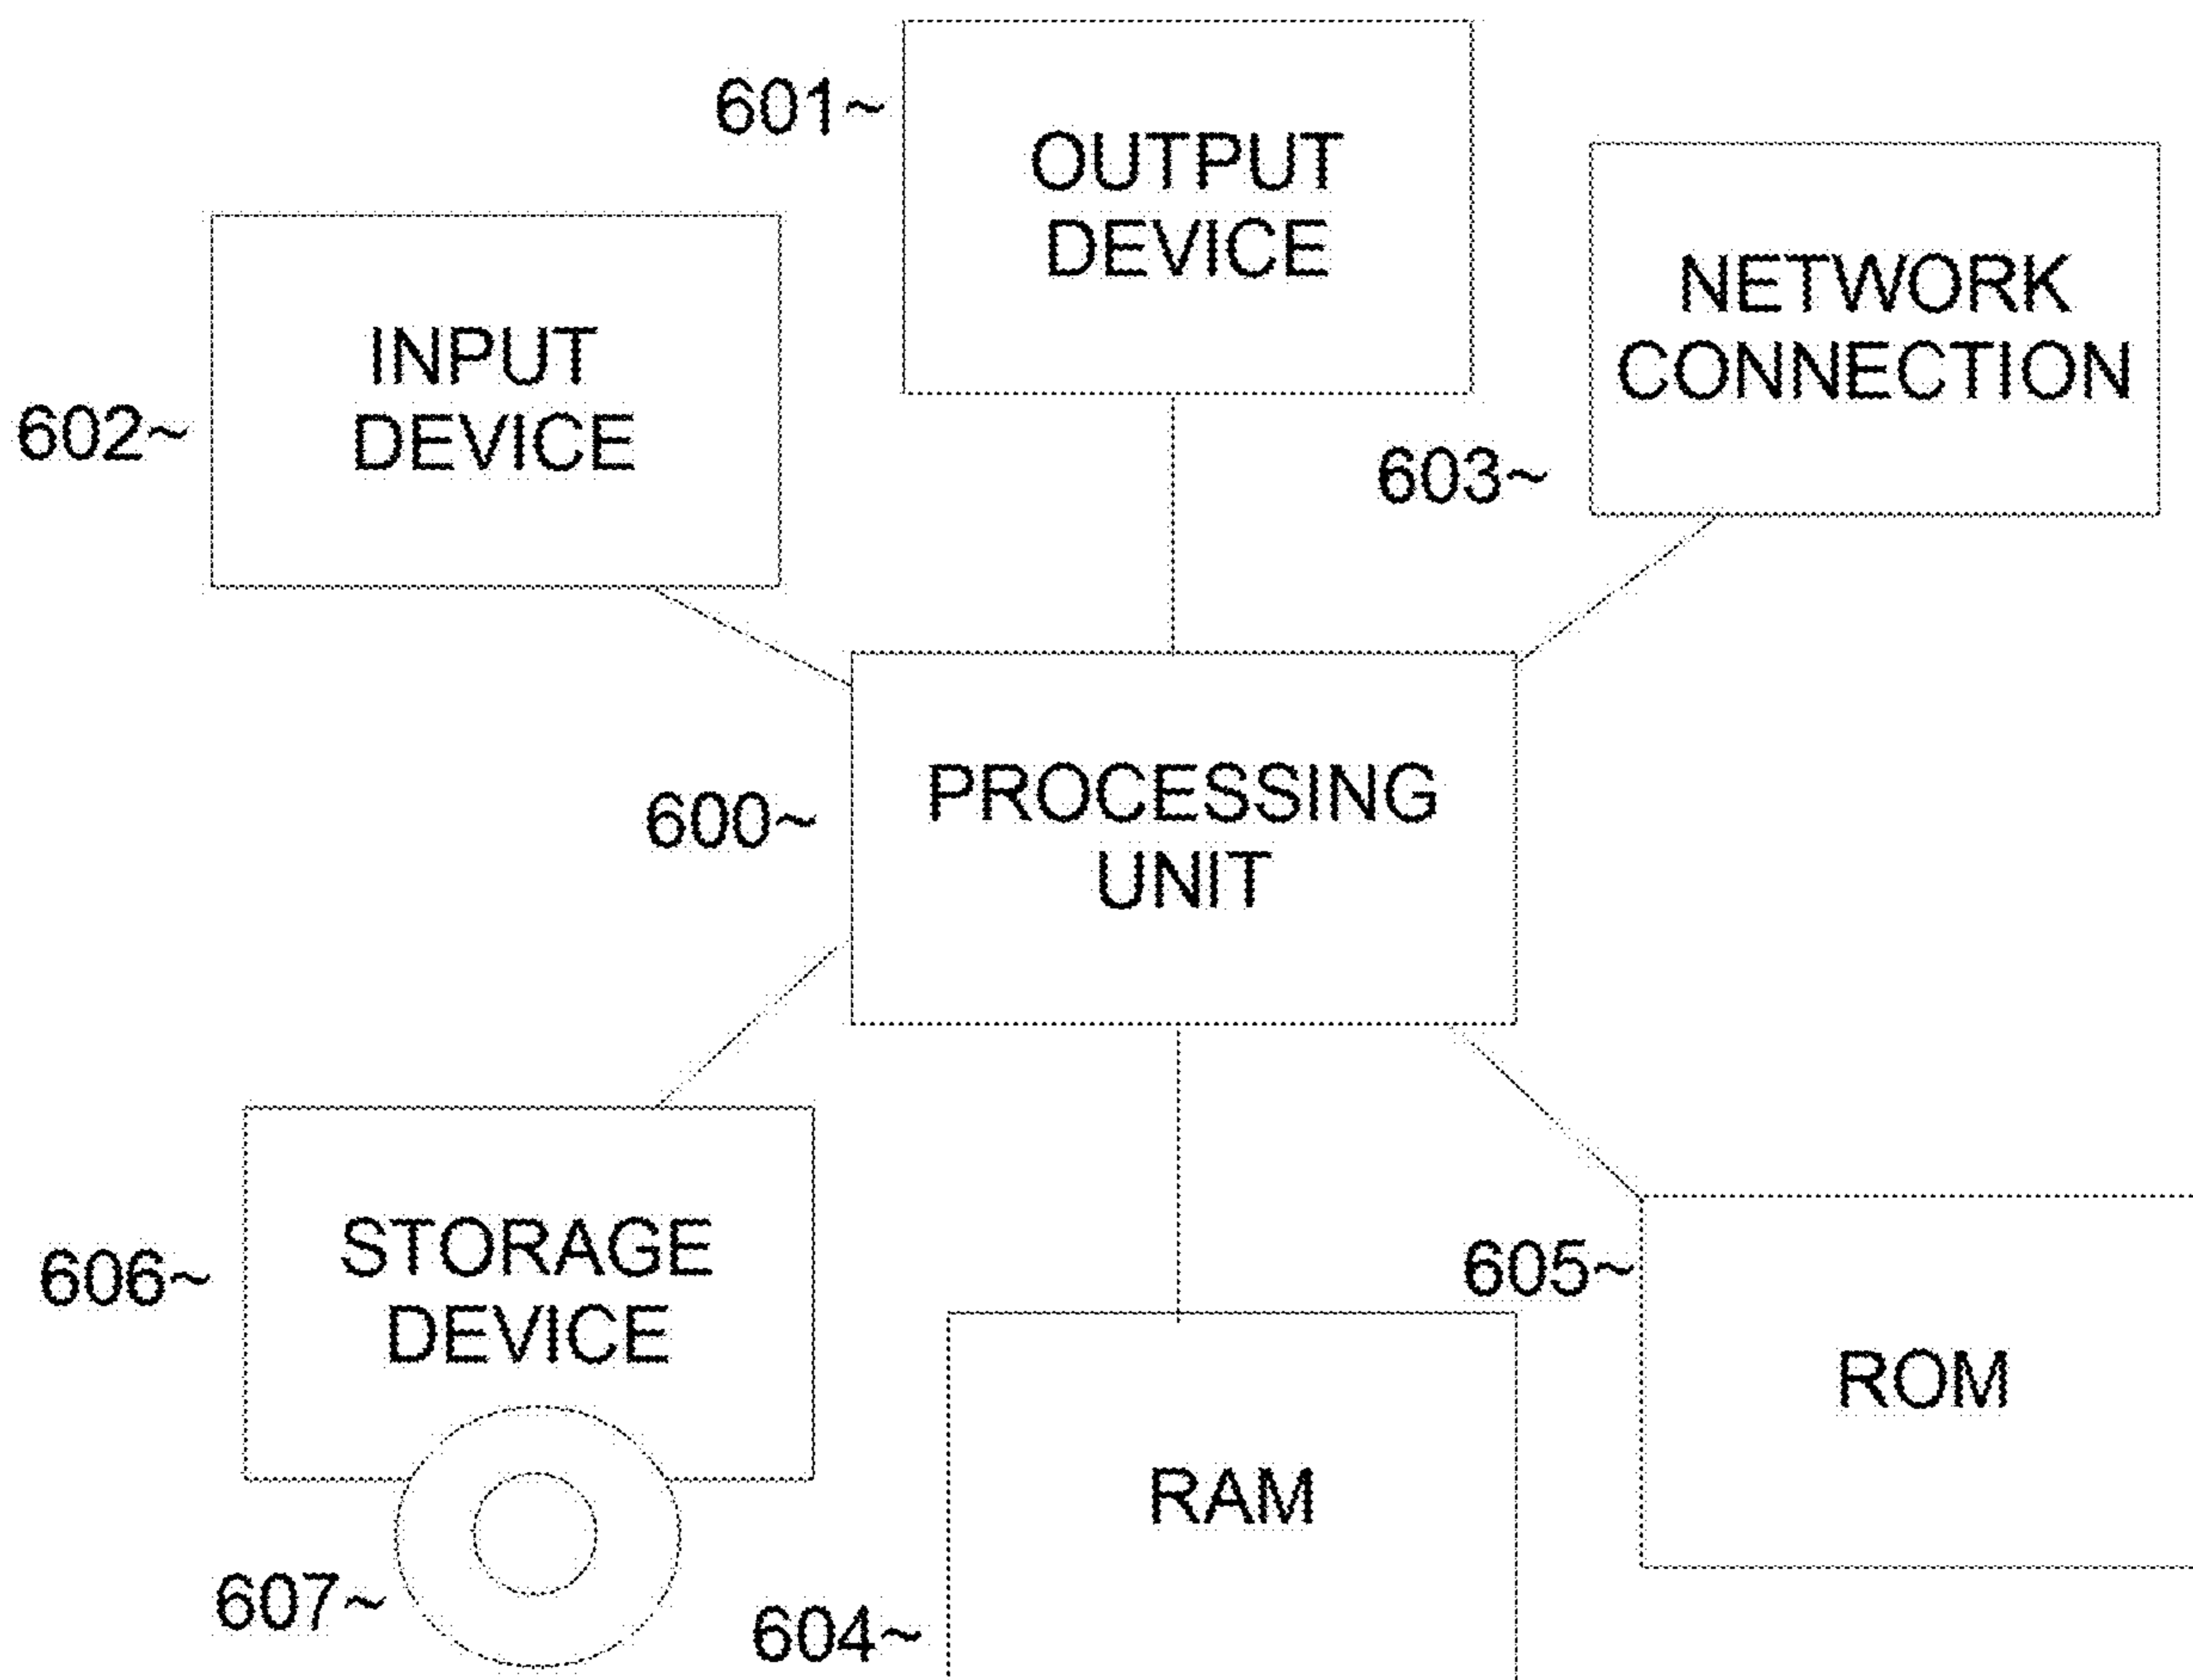 601~
OUTPUT
DEVICE
NETWORK
CONNECTION
603~
INPUT
DEVICE
602~
600~
PROCESSING
UNIT
606~
STORAGE
DEVICE
607~
604~
RAM
605~
ROM